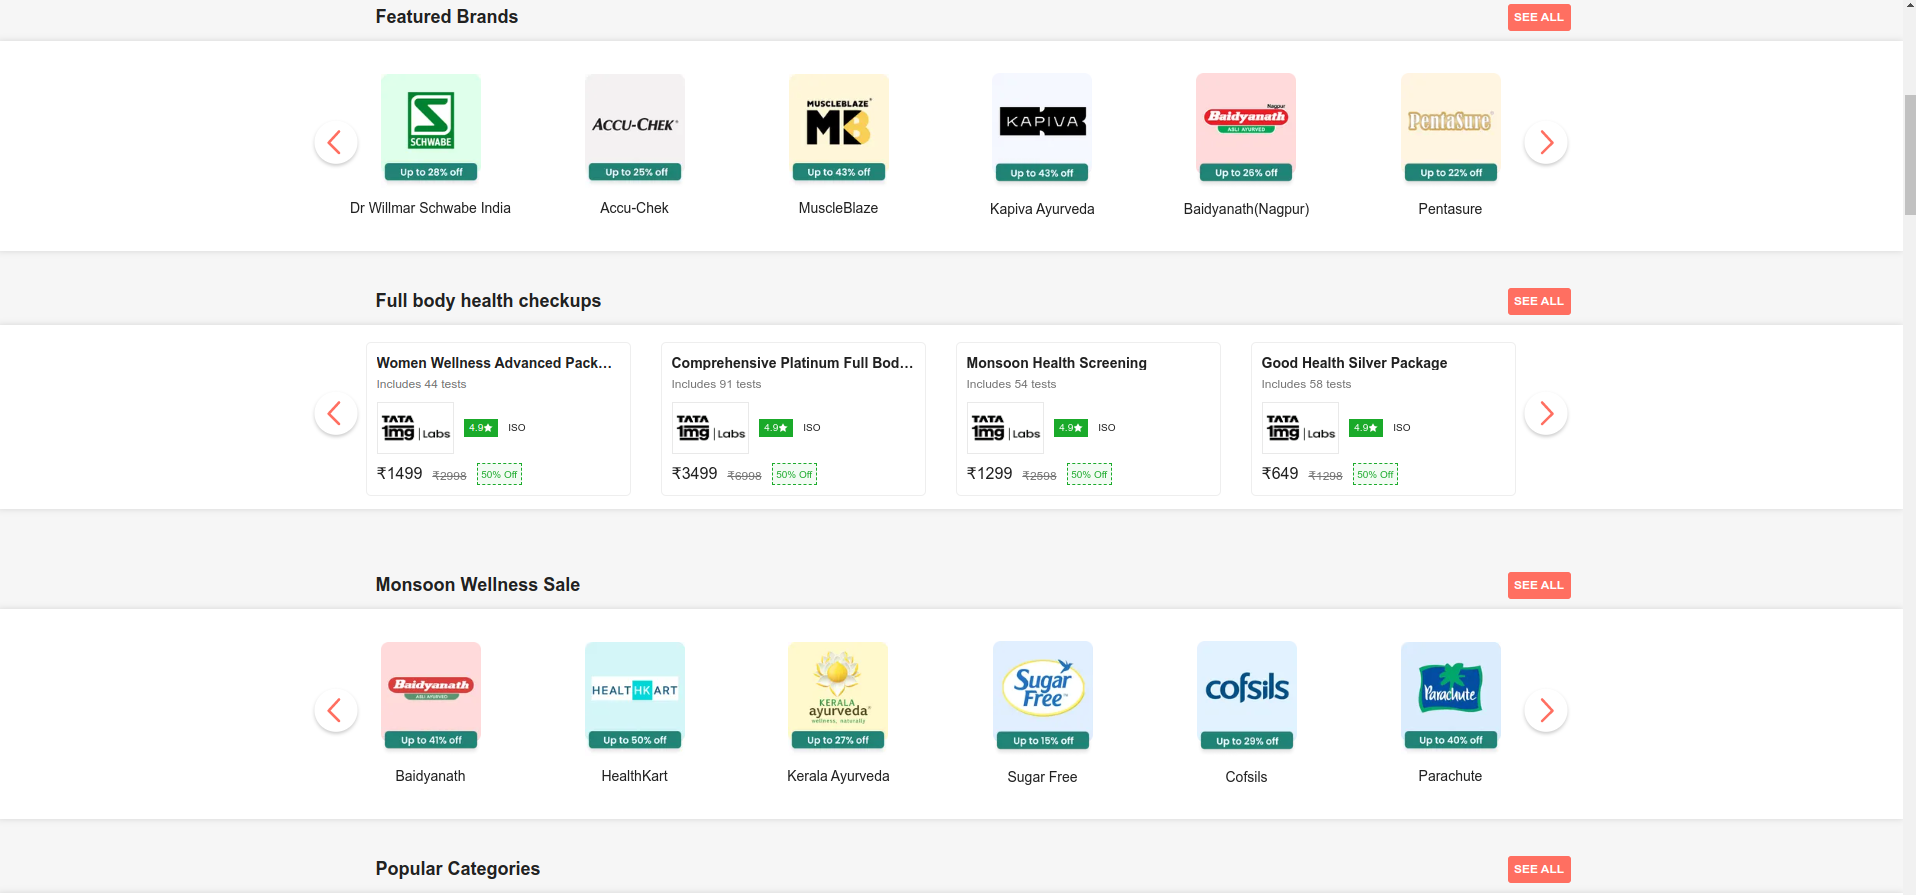 Featured Brands
SEE ALL
SCHWABE
Up to 28% off
Dr Willmar Schwabe India
ACCU-CHEK®
Up to 25% off
Accu-Chek
MUSCLEBLAZE®
MB
Up to 43% off
MuscleBlaze
KAPIVA
Up to 43% off
Kapiva Ayurveda
Nagpur
Baidyanath
ASLI AYURVED
Up to 26% off
Baidyanath(Nagpur)
PentaSure®
Up to 22% off
Pentasure
Full body health checkups
SEE ALL
Women Wellness Advanced Pack...
Includes 44 tests
TATA
1mg | Labs
4.9★ ISO
₹1499 ₹2998 50% Off
Comprehensive Platinum Full Bod...
Includes 91 tests
TATA
1mg | Labs
4.9★ ISO
₹3499 ₹6998 50% Off
Monsoon Health Screening
Includes 54 tests
TATA
1mg | Labs
4.9★ ISO
₹1299 ₹2598 50% Off
Good Health Silver Package
Includes 58 tests
TATA
1mg | Labs
4.9★ ISO
₹649 ₹1298 50% Off
Monsoon Wellness Sale
SEE ALL
Baidyanath
ASLI AYURVED
Up to 41% off
Baidyanath
HEALTHKART
Up to 50% off
HealthKart
KERALA
ayurveda®
wellness, naturally
Up to 27% off
Kerala Ayurveda
Sugar
Free™
Up to 15% off
Sugar Free
cofsils
Up to 29% off
Cofsils
Parachute
Up to 40% off
Parachute
Popular Categories
SEE ALL